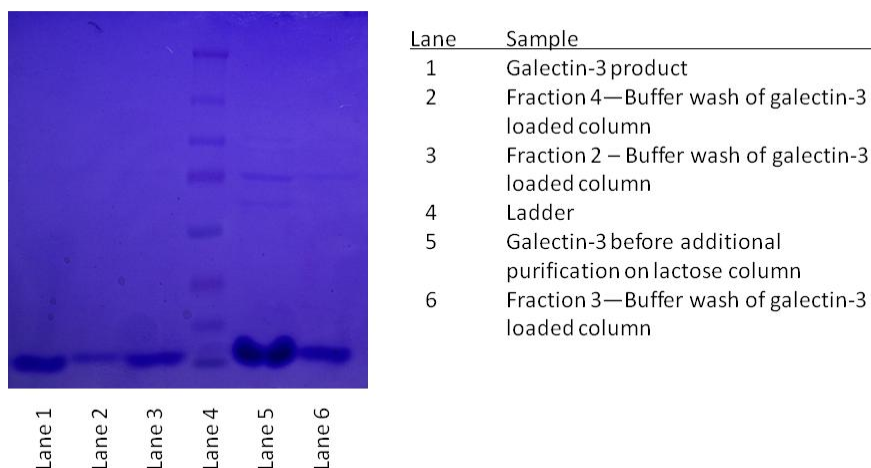 Lane Sample
1 Galectin-3 product
2 Fraction 4—Buffer wash of galectin-3
loaded column
3 Fraction 2 – Buffer wash of galectin-3
loaded column
4 Ladder
5 Galectin-3 before additional
purification on lactose column
6 Fraction 3—Buffer wash of galectin-3
loaded column
Lane 1
Lane 2
Lane 3
Lane 4
Lane 5
Lane 6